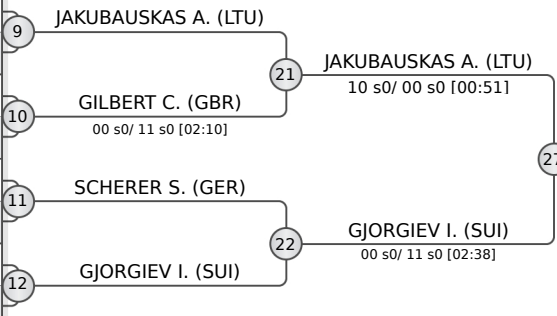 JAKUBAUSKAS A. (LTU)
9
JAKUBAUSKAS A. (LTU)
21
10 s0/ 00 s0 [00:51]
GILBERT C. (GBR)
10
00 s0/ 11 s0 [02:10]
27
SCHERER S. (GER)
11
GJORGIEV I. (SUI)
22
00 s0/ 11 s0 [02:38]
GJORGIEV I. (SUI)
12